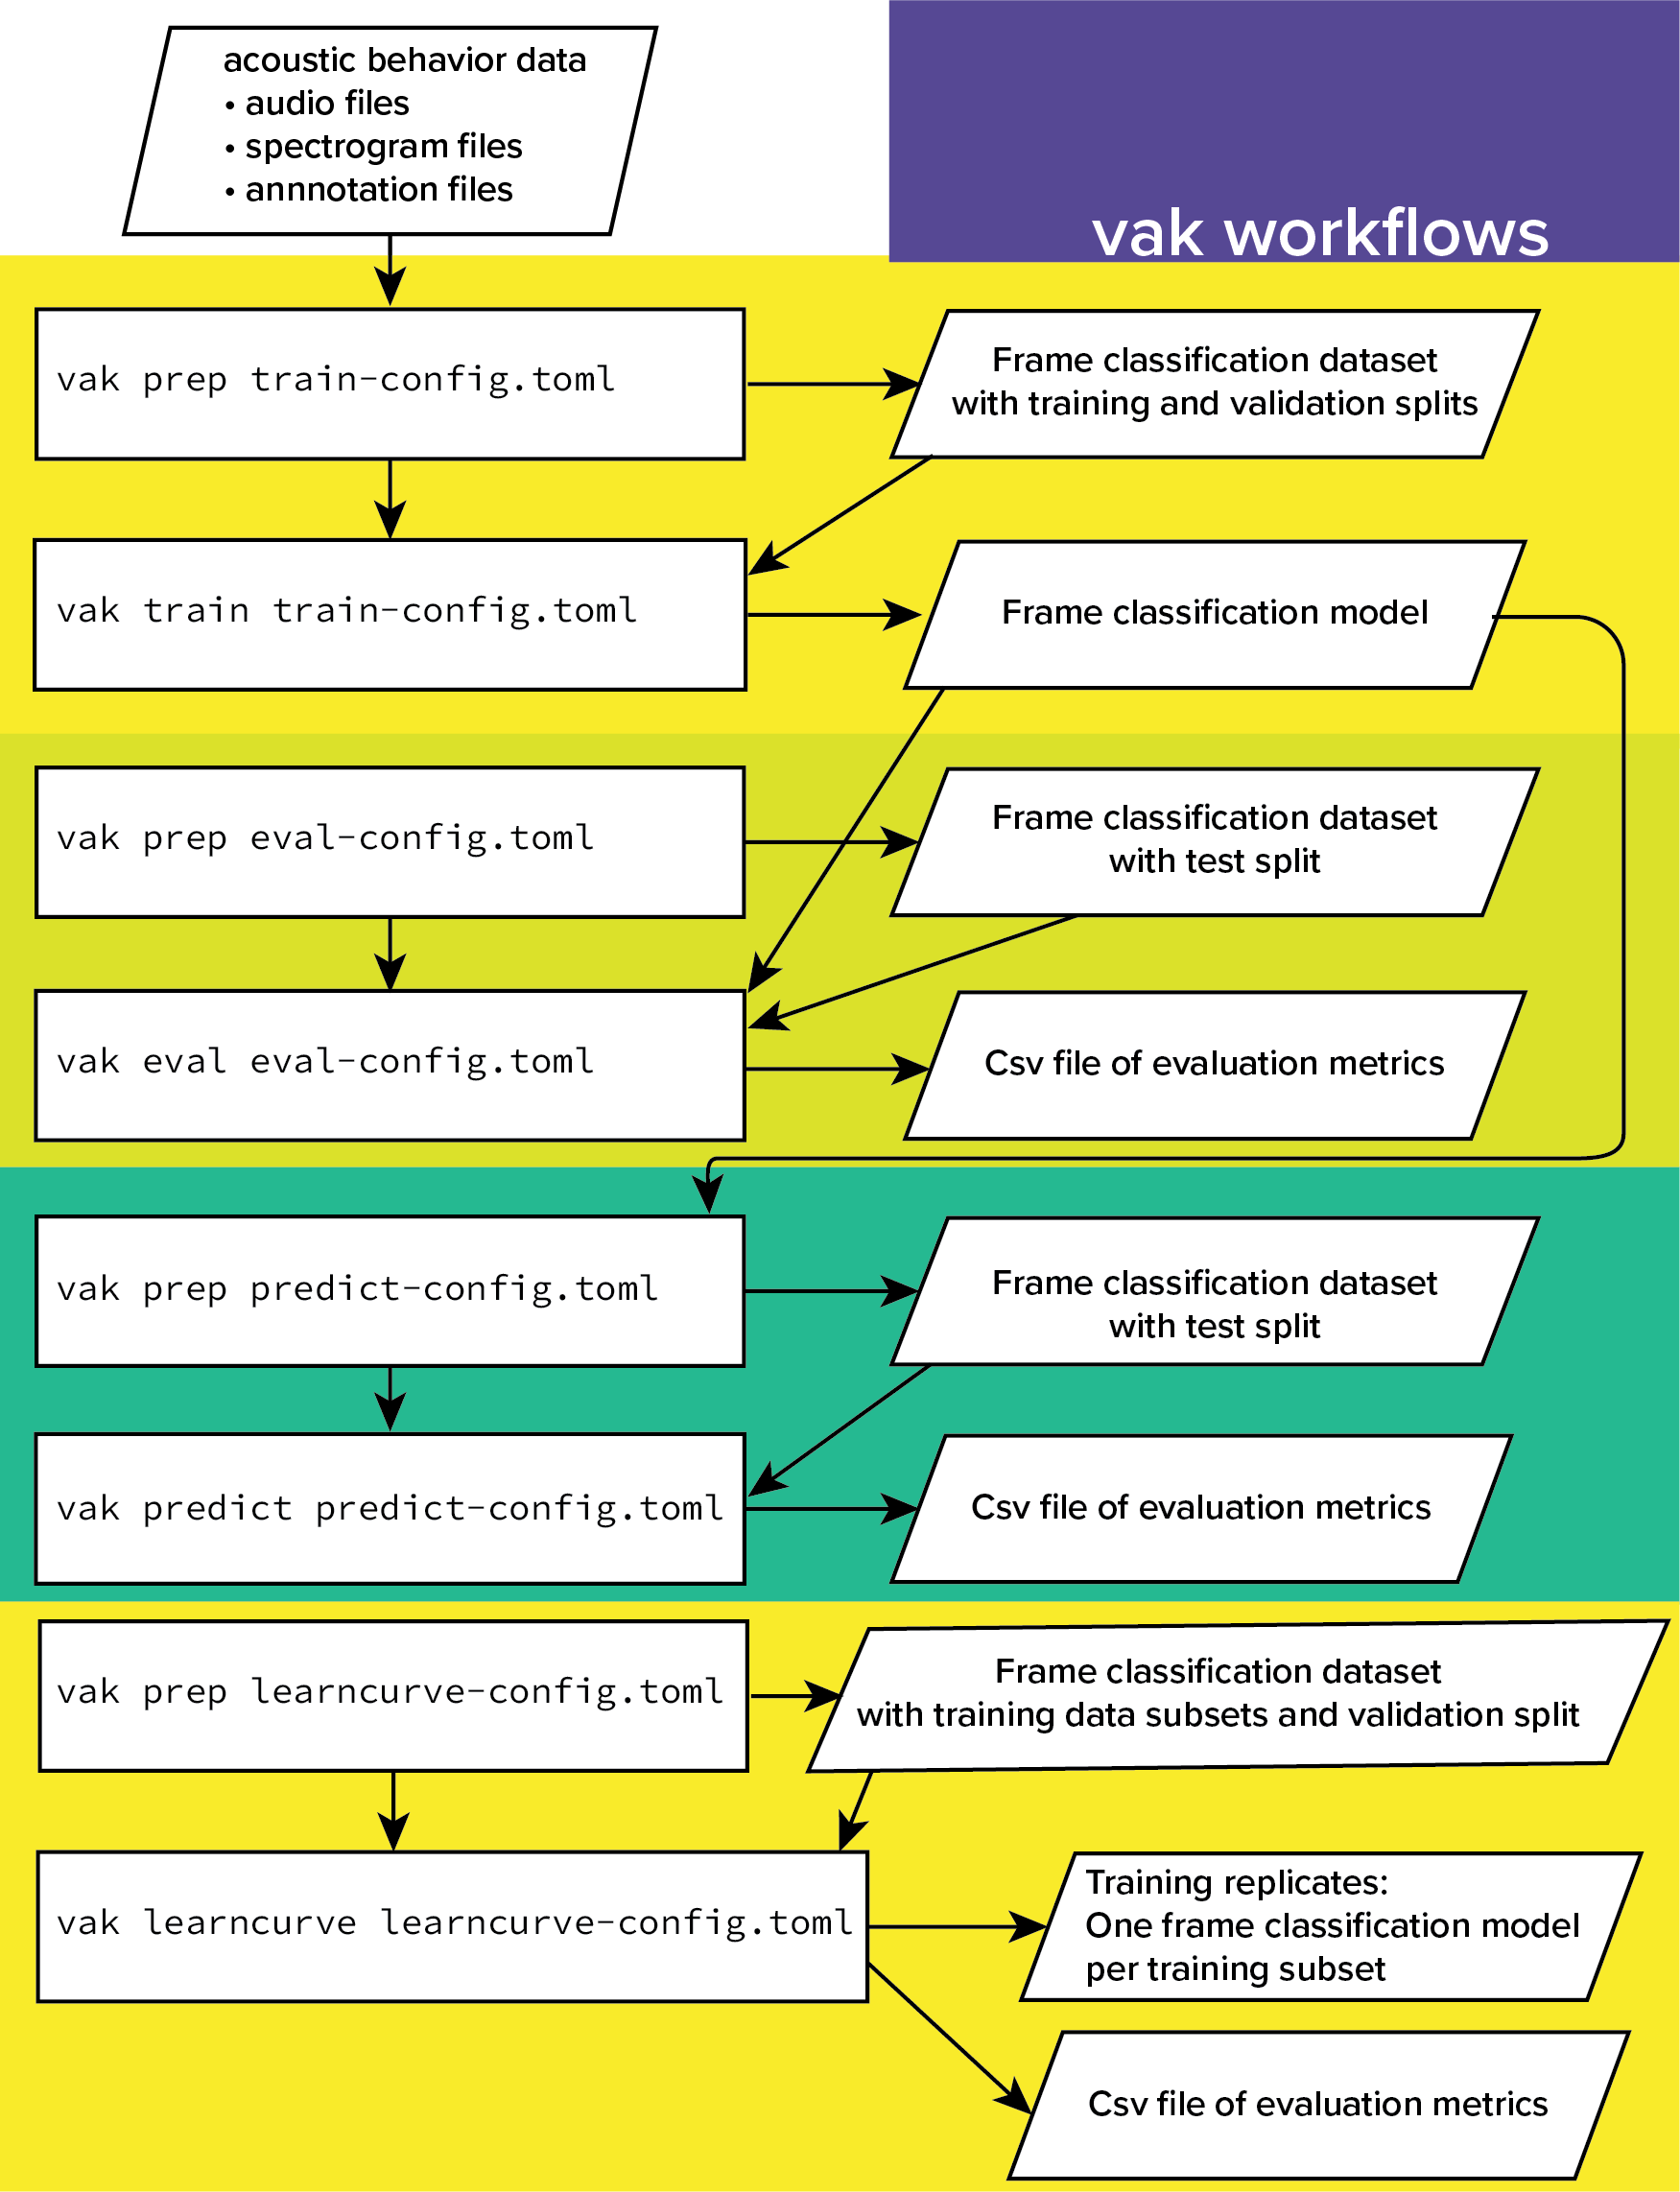 acoustic behavior data
• audio files
• spectrogram files
• annnotation files
vak workflows
vak prep train-config.toml
Frame classification dataset
with training and validation splits
vak train train-config.toml
Frame classification model
vak prep eval-config.toml
Frame classification dataset
with test split
vak eval eval-config.toml
Csv file of evaluation metrics
vak prep predict-config.toml
Frame classification dataset
with test split
vak predict predict-config.toml
Csv file of evaluation metrics
vak prep learncurve-config.toml
Frame classification dataset
with training data subsets and validation split
vak learncurve learncurve-config.toml
Training replicates:
One frame classification model
per training subset
Csv file of evaluation metrics